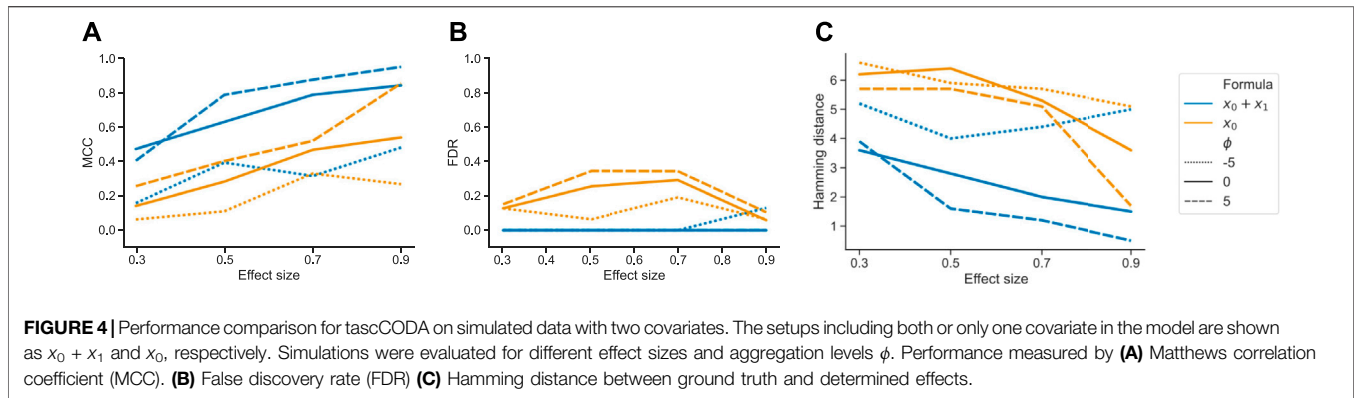 A
1.0
0.8
0.6
0.4
0.2
0.0
MCC
0.3
0.5
0.7
0.9
Effect size
B
1.0
0.8
0.6
0.4
0.2
0.0
FDR
0.3
0.4
0.5
0.6
0.7
0.8
0.9
Effect size
C
6
5
4
3
2
1
Hamming distance
0.3
0.5
0.7
0.9
Effect size
Formula
x₀ + x₁
x₀
ϕ
-5
0
5
FIGURE 4 | Performance comparison for tascCODA on simulated data with two covariates. The setups including both or only one covariate in the model are shown
as x₀ + x₁ and x₀, respectively. Simulations were evaluated for different effect sizes and aggregation levels ϕ. Performance measured by (A) Matthews correlation
coefficient (MCC). (B) False discovery rate (FDR) (C) Hamming distance between ground truth and determined effects.